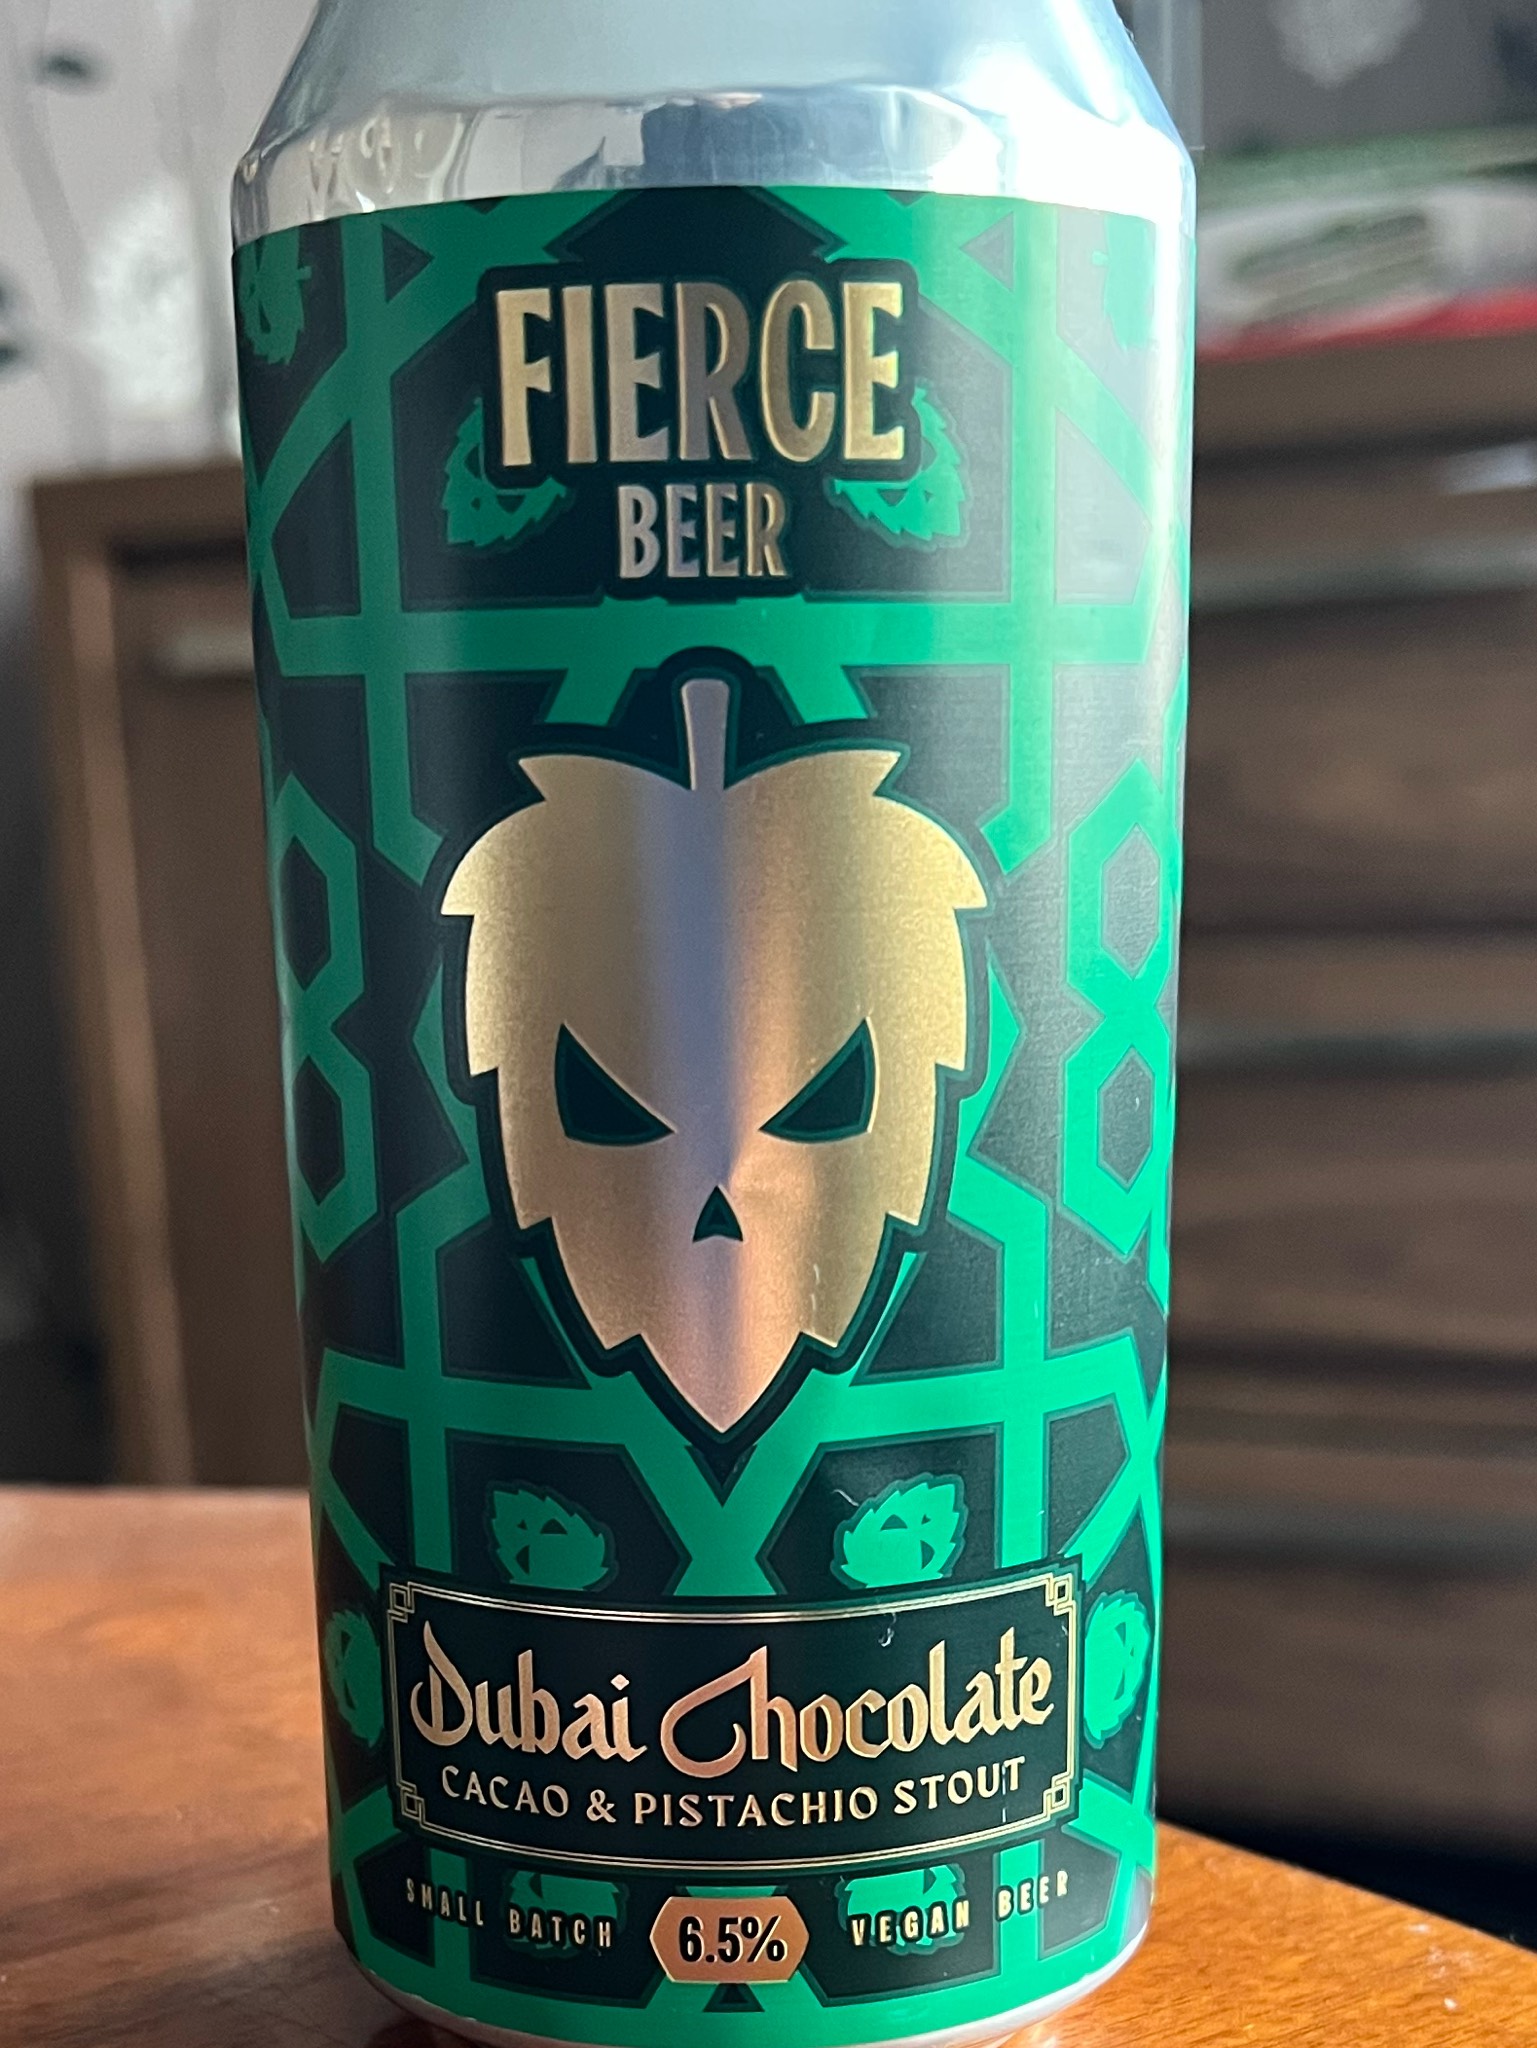 FIERCE
BEER
Dubai Chocolate
CACAO & PISTACHIO STOUT
SMALL BATCH 6.5% VEGAN BEER